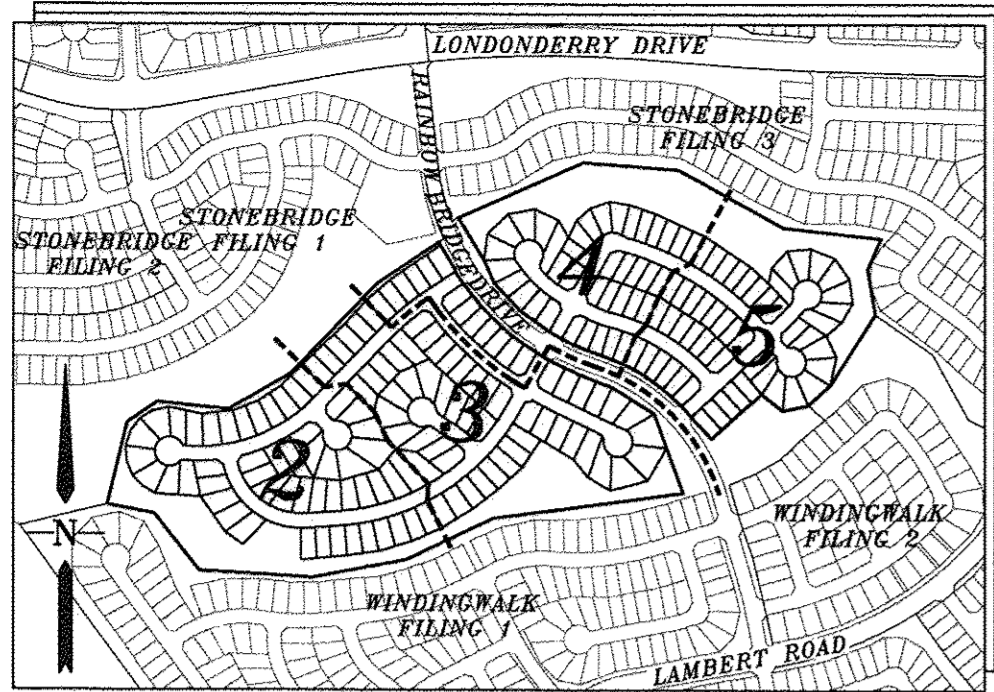 LONDONDERRY DRIVE
RAINBOW BRIDGE DRIVE
STONEBRIDGE
FILING 3
STONEBRIDGE
FILING 1
STONEBRIDGE
FILING 2
4
5
3
2
N
WINDINGWALK
FILING 2
WINDINGWALK
FILING 1
LAMBERT ROAD